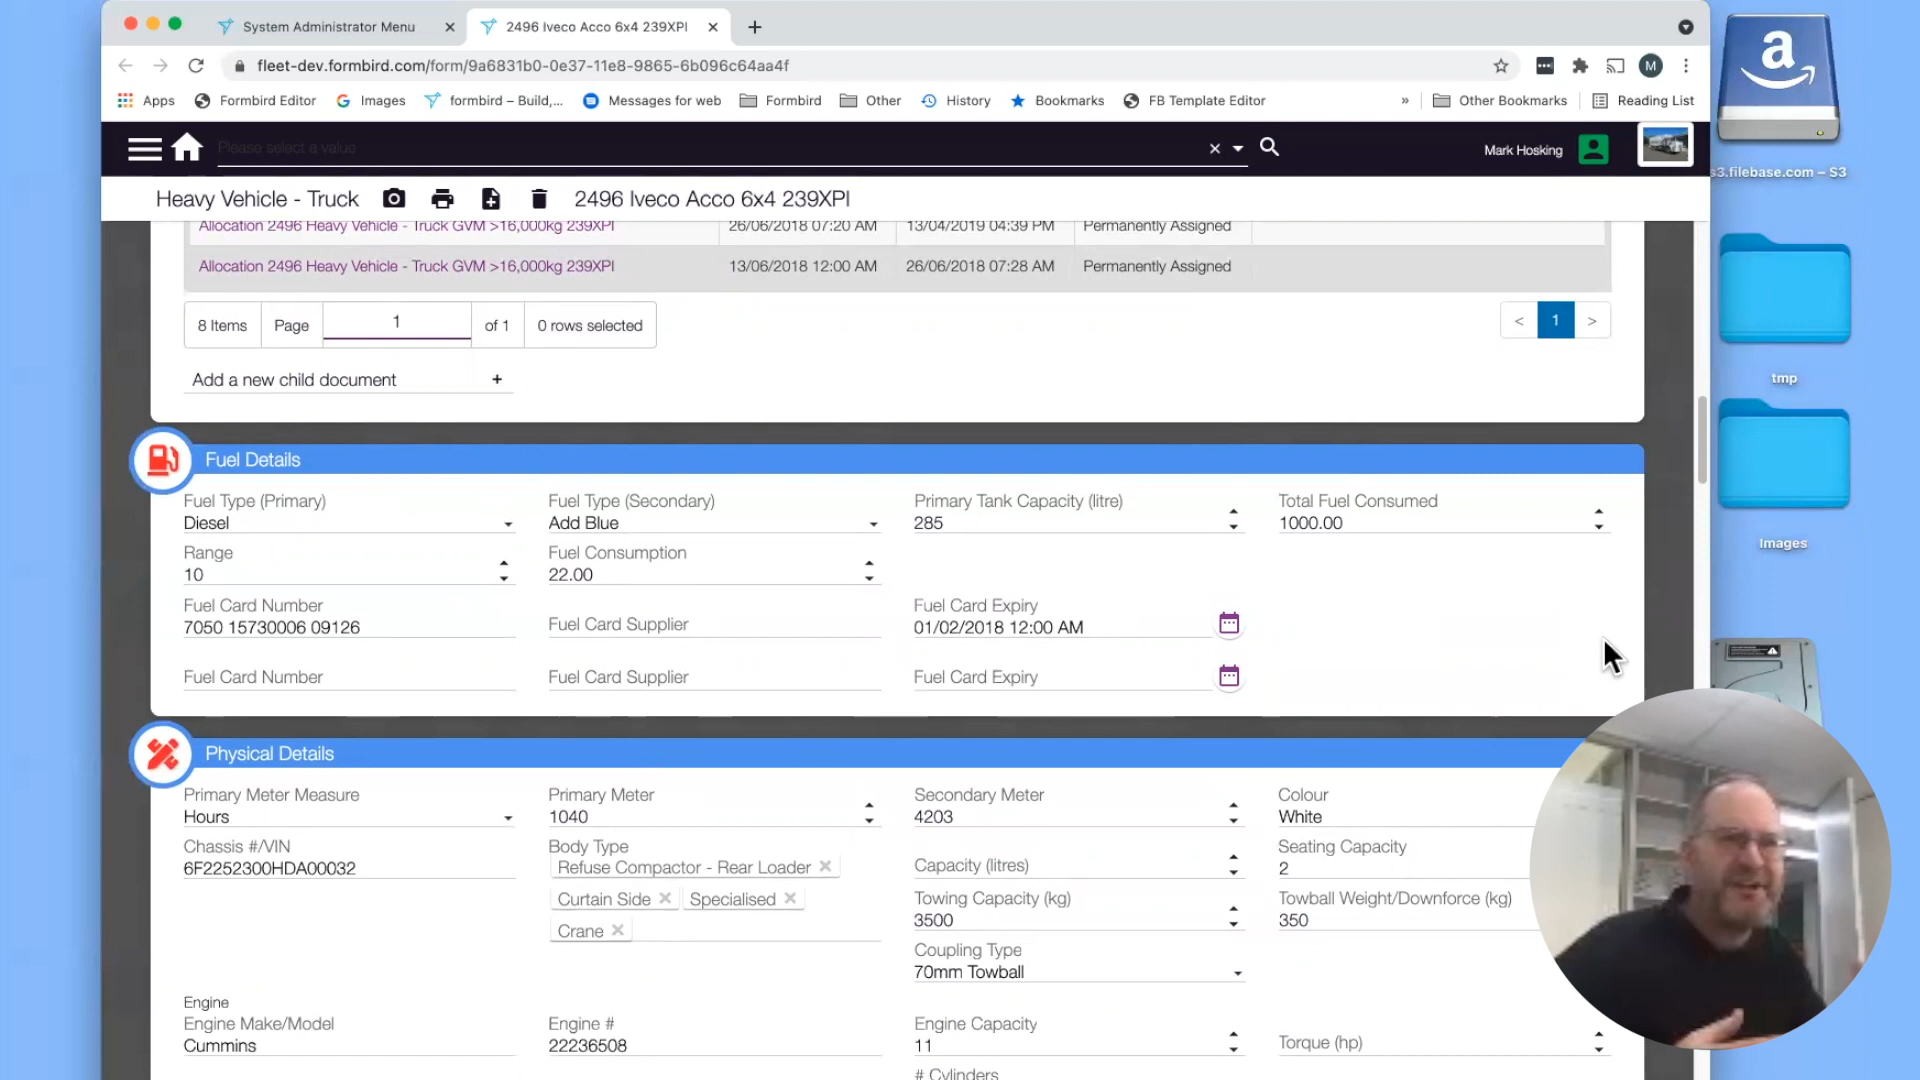 System Administrator Menu
2496 Iveco Acco 6x4 239XPI
fleet-dev.formbird.com/form/9a6831b0-0e37-11e8-9865-6b096c64aa4f
M
Apps
Formbird Editor
Images
formbird – Build,...
Messages for web
Formbird
Other
History
Bookmarks
FB Template Editor
»
Other Bookmarks
Reading List
Please select a value
Mark Hosking
Heavy Vehicle - Truck
2496 Iveco Acco 6x4 239XPI
Allocation 2496 Heavy Vehicle - Truck GVM >16,000kg 239XPI 26/06/2018 07:20 AM 13/04/2019 04:39 PM Permanently Assigned
Allocation 2496 Heavy Vehicle - Truck GVM >16,000kg 239XPI 13/06/2018 12:00 AM 26/06/2018 07:28 AM Permanently Assigned
8 Items Page 1 of 1 0 rows selected
< 1 >
Add a new child document +
Fuel Details
Fuel Type (Primary) Fuel Type (Secondary) Primary Tank Capacity (litre) Total Fuel Consumed
Diesel Add Blue 285 1000.00
Range Fuel Consumption
10 22.00
Fuel Card Number Fuel Card Supplier Fuel Card Expiry
7050 15730006 09126 01/02/2018 12:00 AM
Fuel Card Number Fuel Card Supplier Fuel Card Expiry
Physical Details
Primary Meter Measure Primary Meter Secondary Meter Colour
Hours 1040 4203 White
Chassis #/VIN Body Type Capacity (litres) Seating Capacity
6F2252300HDA00032 Refuse Compactor - Rear Loader 2
Curtain Side Specialised Towing Capacity (kg) Towball Weight/Downforce (kg)
Crane 3500 350
Coupling Type
70mm Towball
Engine
Engine Make/Model Engine # Engine Capacity Torque (hp)
Cummins 22236508 11
# Cylinders
a
s3.filebase.com – S3
tmp
Images